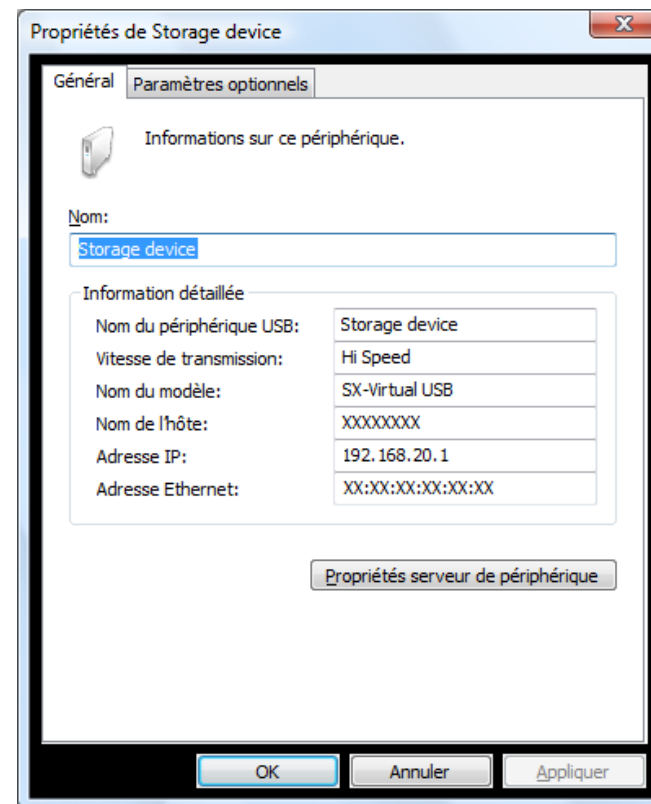 Propriétés de Storage device
Général
Paramètres optionnels
Informations sur ce périphérique.
Nom:
Storage device
Information détaillée
Nom du périphérique USB: Storage device
Vitesse de transmission: Hi Speed
Nom du modèle: SX-Virtual USB
Nom de l'hôte: XXXXXXXX
Adresse IP: 192.168.20.1
Adresse Ethernet: XX:XX:XX:XX:XX:XX
Propriétés serveur de périphérique
OK Annuler Appliquer